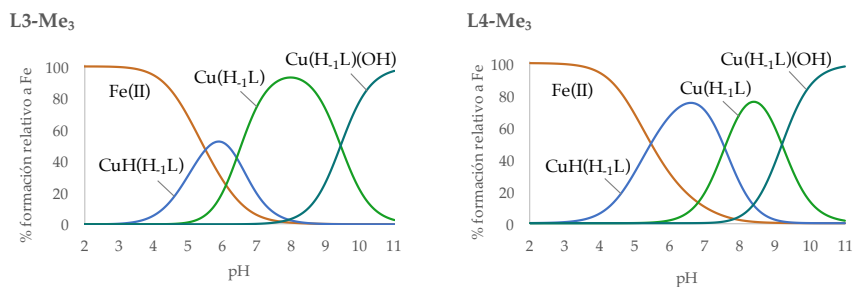 L3-Me₃
% formación relativo a Fe
100
80
60
40
20
0
Fe(II)
CuH(H₋₁L)
Cu(H₋₁L)
Cu(H₋₁L)(OH)
2 3 4 5 6 7 8 9 10 11
pH
L4-Me₃
% formación relativo a Fe
100
80
60
40
20
0
Fe(II)
CuH(H₋₁L)
Cu(H₋₁L)
Cu(H₋₁L)(OH)
2 3 4 5 6 7 8 9 10 11
pH